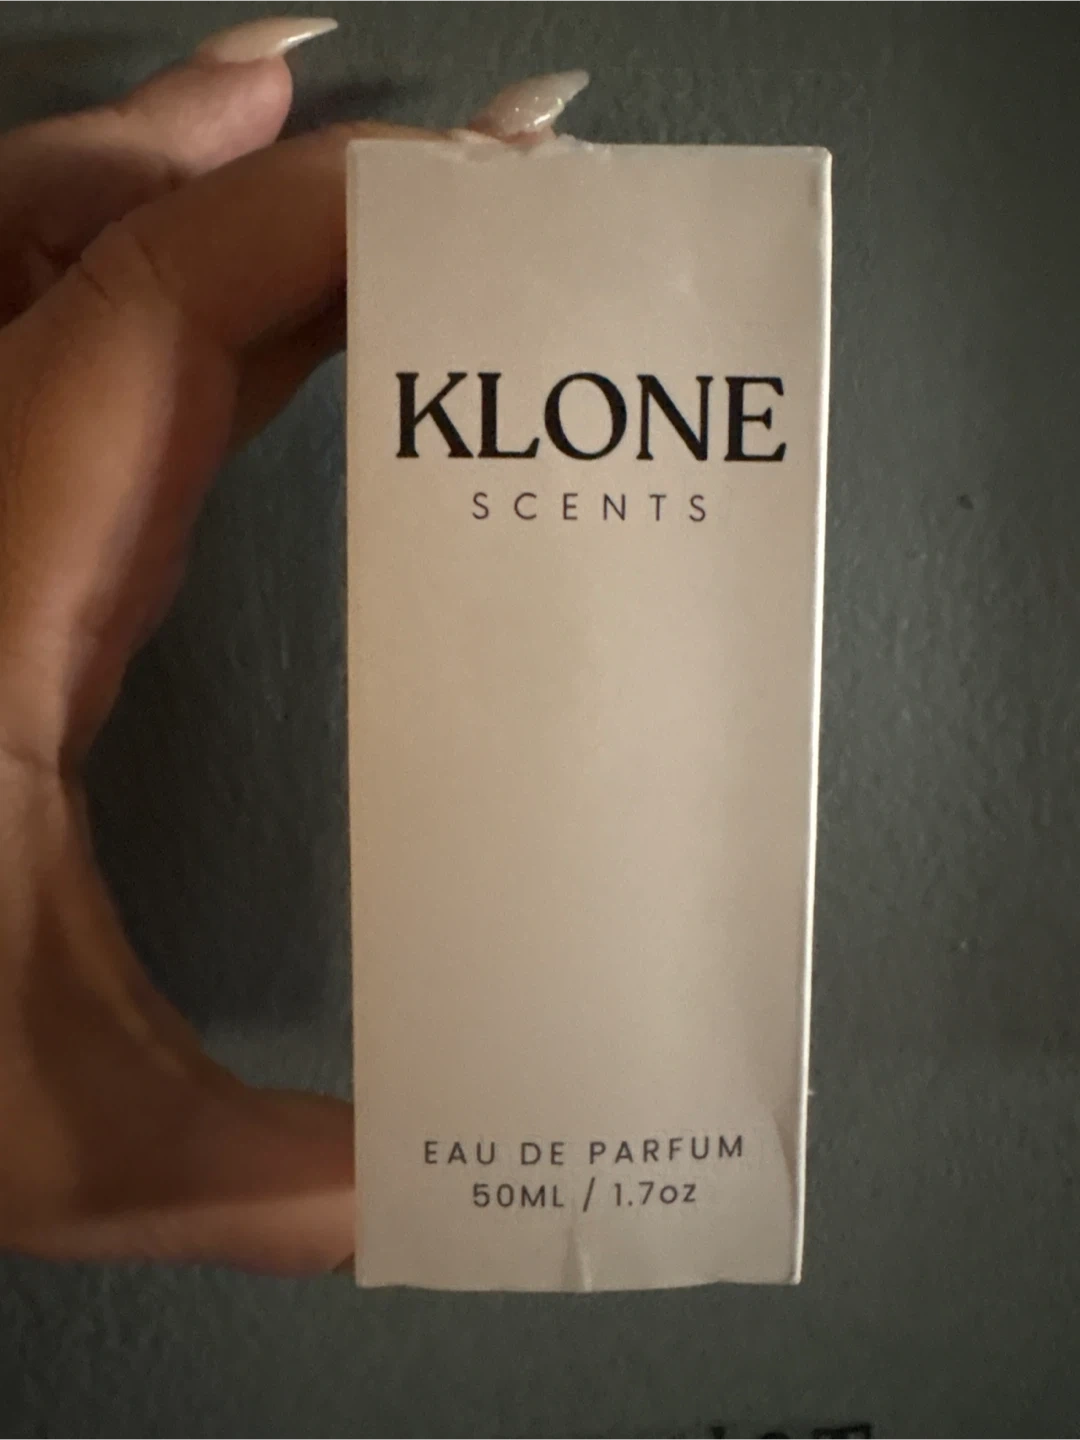 KLONE
SCENTS
EAU DE PARFUM
50ML / 1.7oz